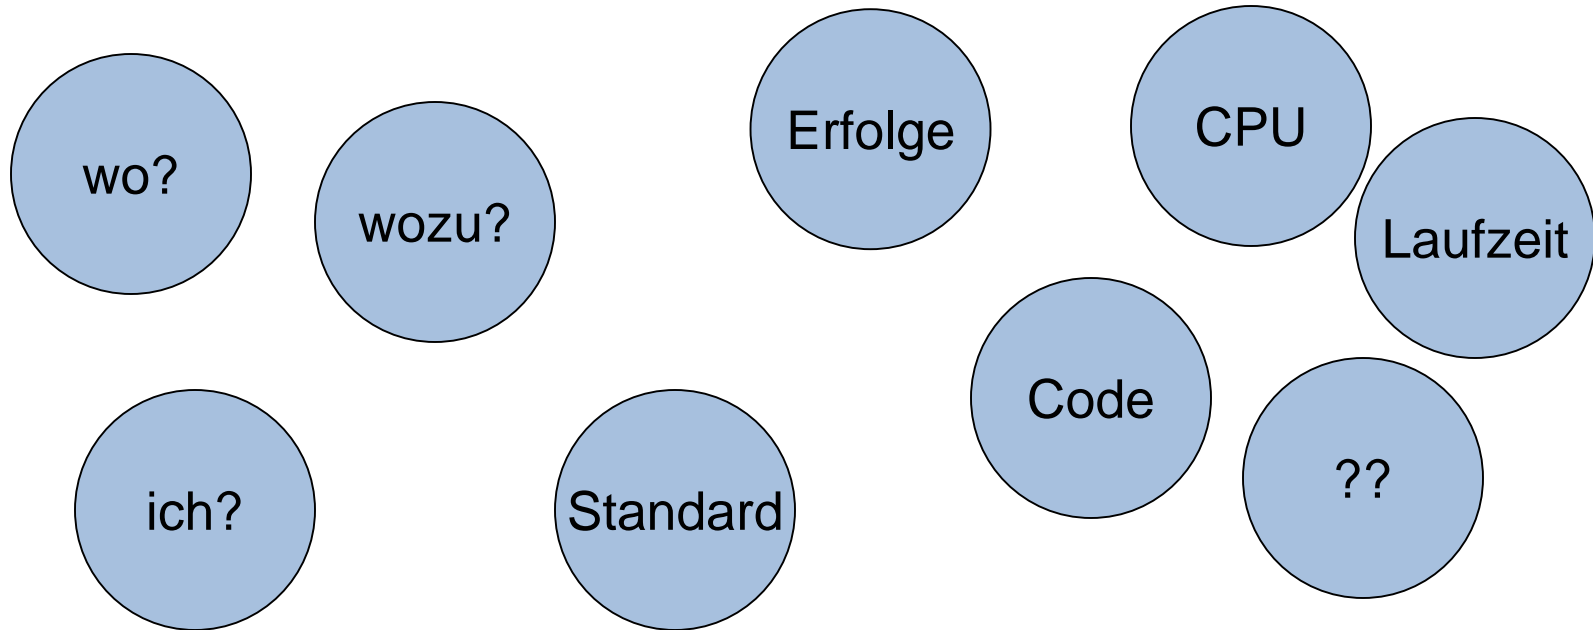 wo?
wozu?
Erfolge
CPU
Laufzeit
ich?
Standard
Code
??